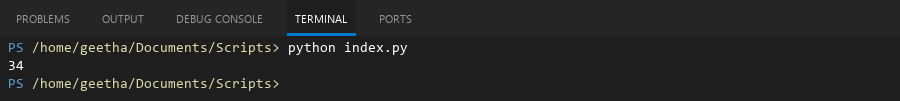 PROBLEMS OUTPUT DEBUG CONSOLE TERMINAL PORTS
PS /home/geetha/Documents/Scripts> python index.py
34
PS /home/geetha/Documents/Scripts>